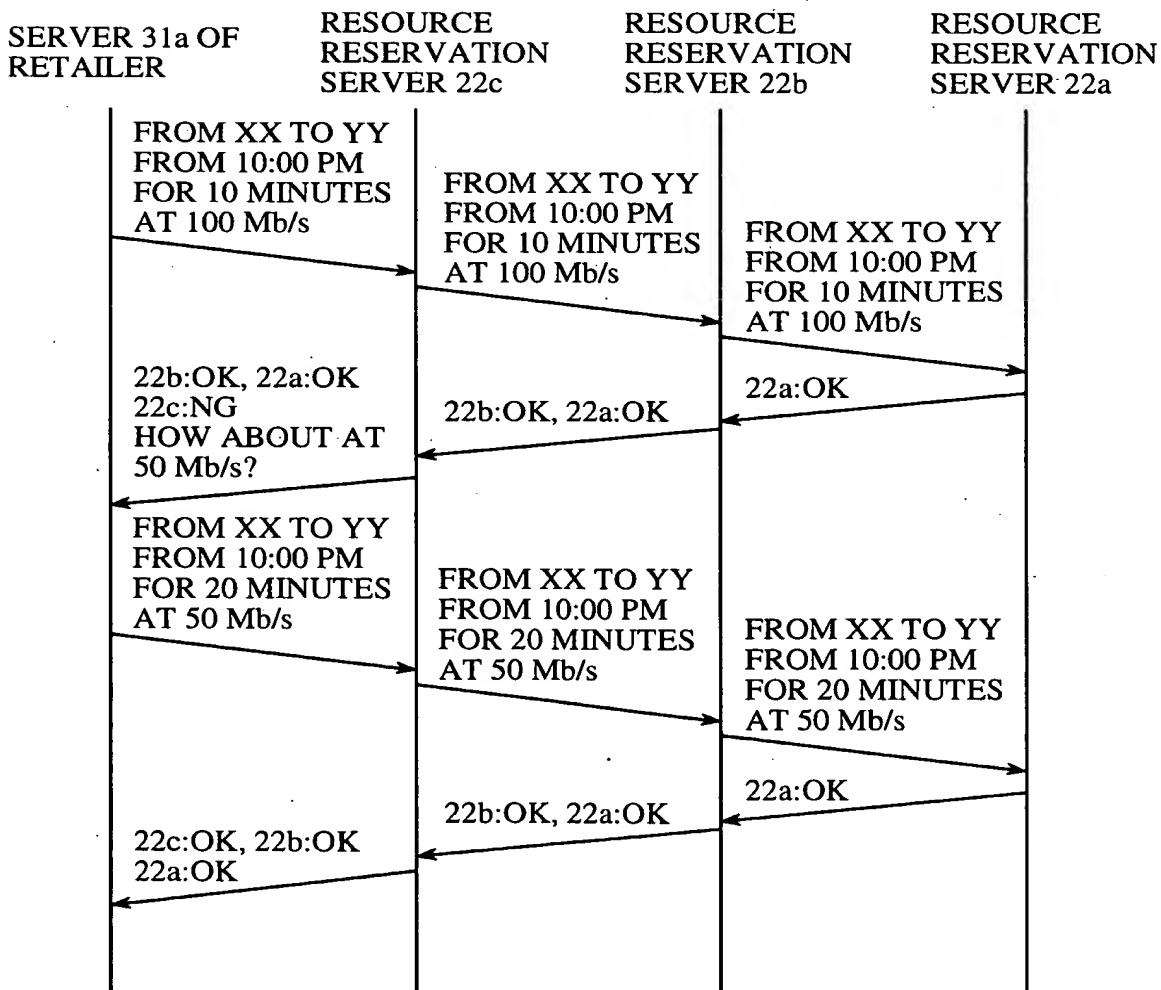 SERVER 31a OF
RETAILER
RESOURCE
RESERVATION
SERVER 22c
RESOURCE
RESERVATION
SERVER 22b
RESOURCE
RESERVATION
SERVER 22a
FROM XX TO YY
FROM 10:00 PM
FOR 10 MINUTES
AT 100 Mb/s
FROM XX TO YY
FROM 10:00 PM
FOR 10 MINUTES
AT 100 Mb/s
FROM XX TO YY
FROM 10:00 PM
FOR 10 MINUTES
AT 100 Mb/s
22a:OK
22b:OK, 22a:OK
22b:OK, 22a:OK
22c:NG
HOW ABOUT AT
50 Mb/s?
FROM XX TO YY
FROM 10:00 PM
FOR 20 MINUTES
AT 50 Mb/s
FROM XX TO YY
FROM 10:00 PM
FOR 20 MINUTES
AT 50 Mb/s
FROM XX TO YY
FROM 10:00 PM
FOR 20 MINUTES
AT 50 Mb/s
22a:OK
22b:OK, 22a:OK
22c:OK, 22b:OK
22a:OK